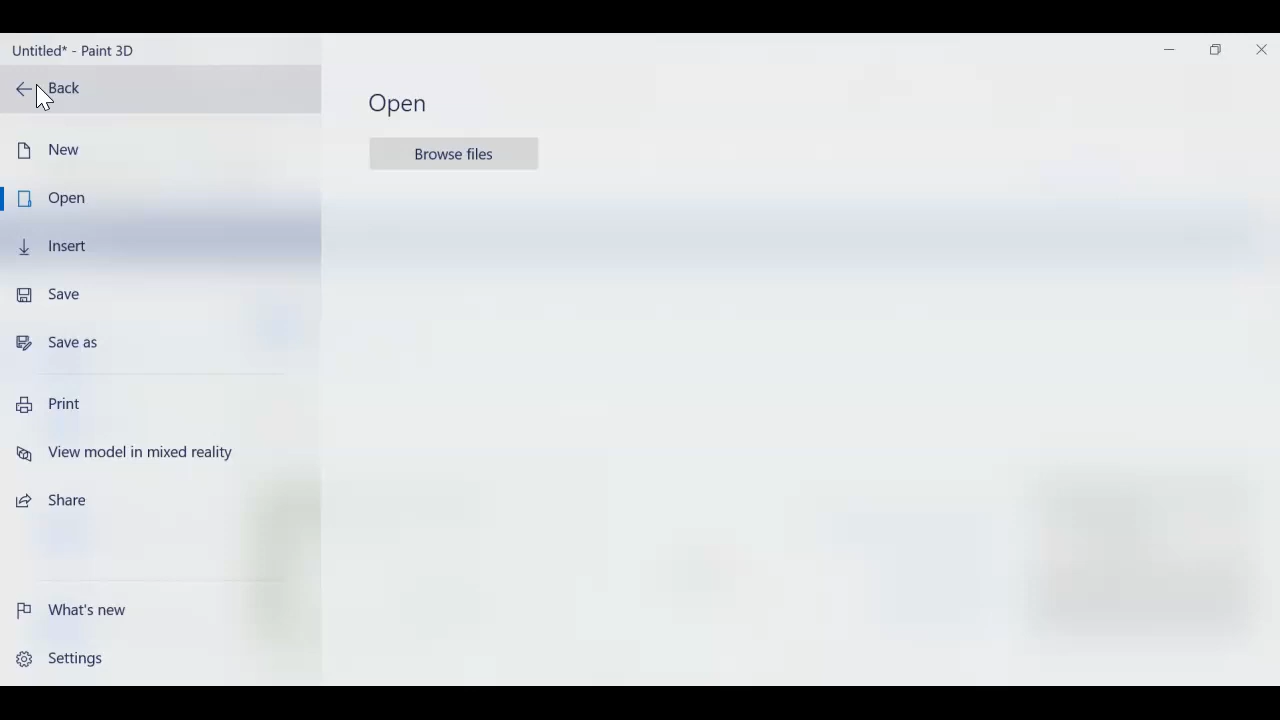 Untitled* - Paint 3D
Back
Open
Browse files
New
Open
Insert
Save
Save as
Print
View model in mixed reality
Share
What's new
Settings